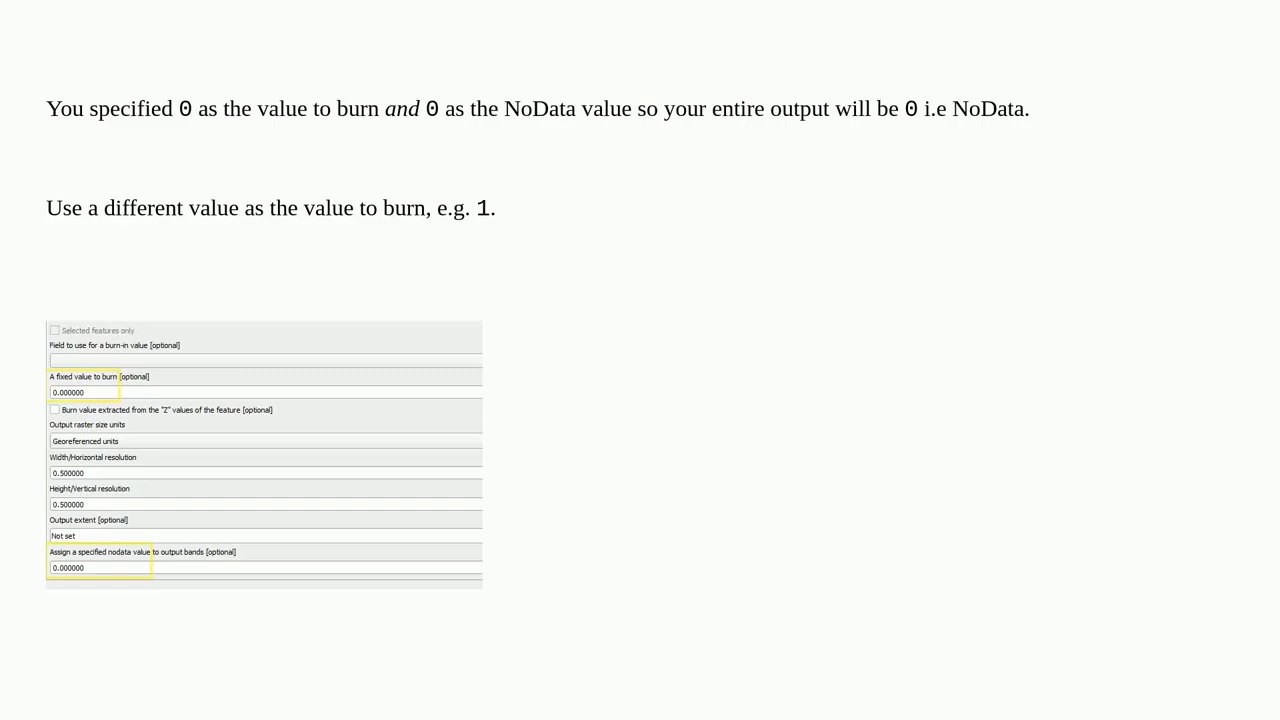 You specified 0 as the value to burn and 0 as the NoData value so your entire output will be 0 i.e NoData.
Use a different value as the value to burn, e.g. 1.
Selected features only
Field to use for a burn-in value [optional]
A fixed value to burn [optional]
0.000000
Burn value extracted from the "Z" values of the feature [optional]
Output raster size units
Georeferenced units
Width/Horizontal resolution
0.500000
Height/Vertical resolution
0.500000
Output extent [optional]
Not set
Assign a specified nodata value to output bands [optional]
0.000000